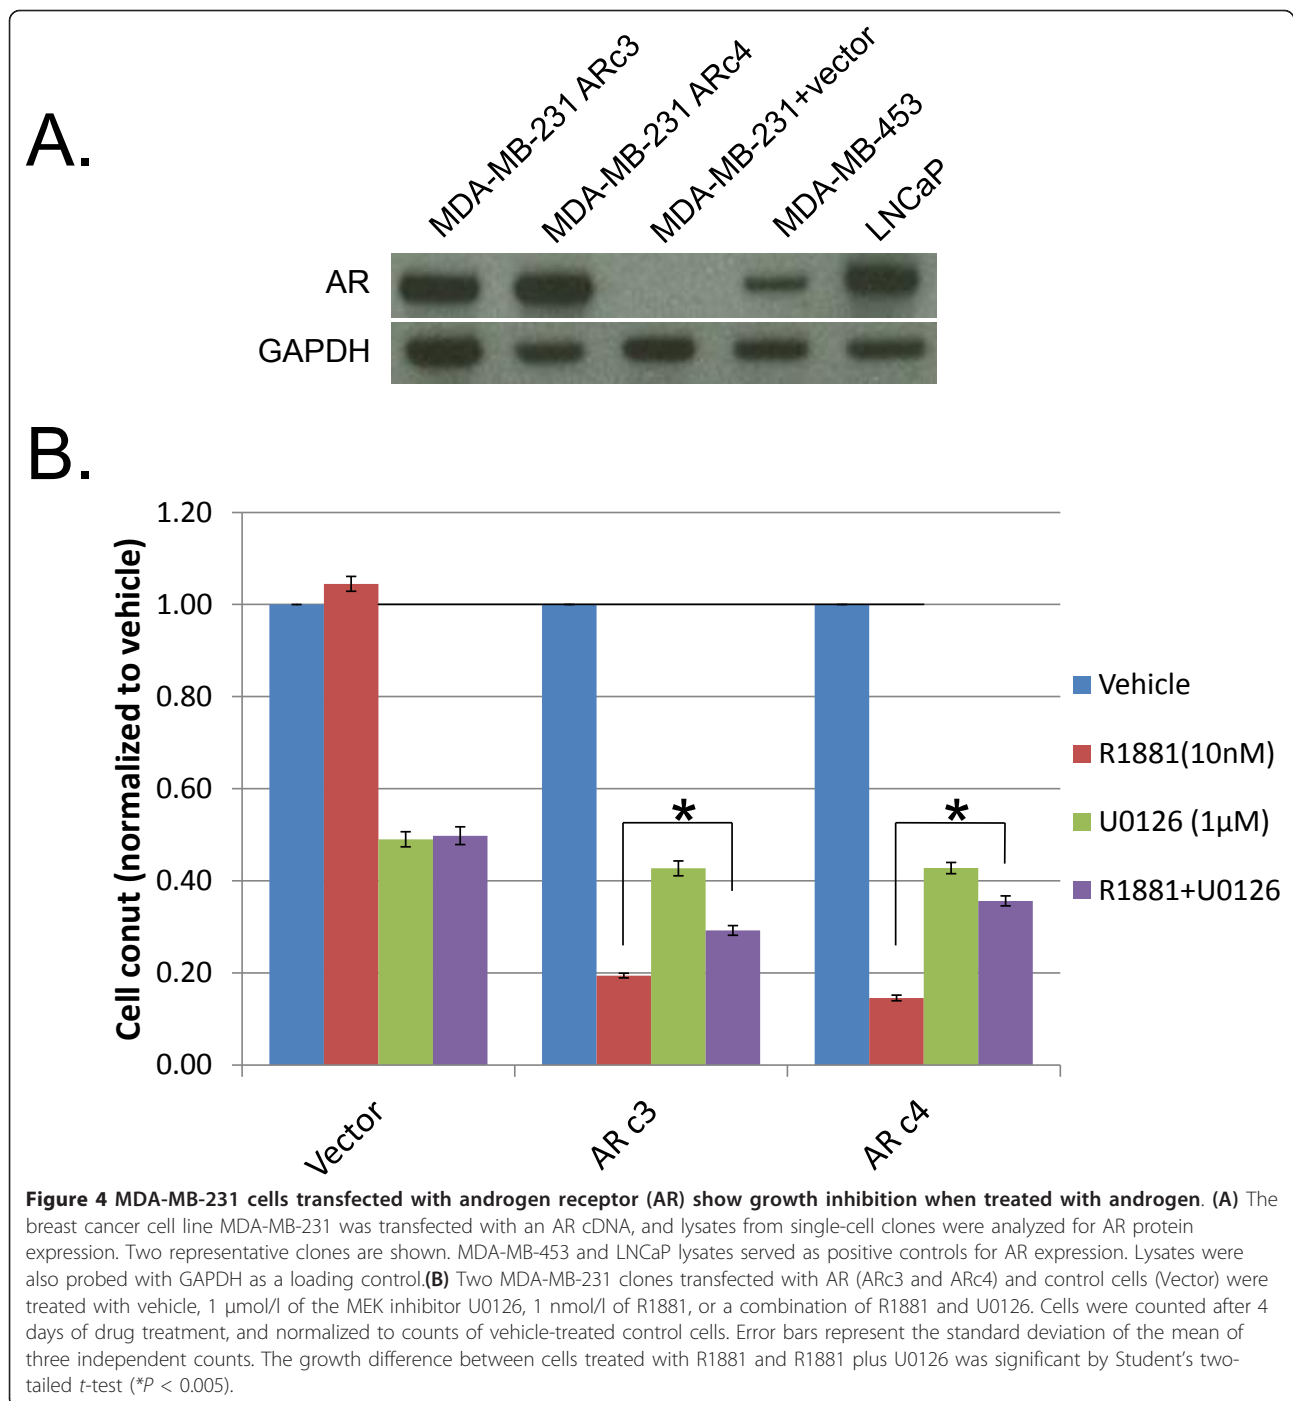 A.
MDA-MB-231 ARc3
MDA-MB-231 ARc4
MDA-MB-231+vector
MDA-MB-453
LNCaP
AR
GAPDH
B.
Cell conut (normalized to vehicle)
1.20
1.00
0.80
0.60
0.40
0.20
0.00
*
*
Vehicle
R1881(10nM)
U0126 (1µM)
R1881+U0126
Vector
AR c3
AR c4
Figure 4 MDA-MB-231 cells transfected with androgen receptor (AR) show growth inhibition when treated with androgen. (A) The
breast cancer cell line MDA-MB-231 was transfected with an AR cDNA, and lysates from single-cell clones were analyzed for AR protein
expression. Two representative clones are shown. MDA-MB-453 and LNCaP lysates served as positive controls for AR expression. Lysates were
also probed with GAPDH as a loading control.(B) Two MDA-MB-231 clones transfected with AR (ARc3 and ARc4) and control cells (Vector) were
treated with vehicle, 1 μmol/l of the MEK inhibitor U0126, 1 nmol/l of R1881, or a combination of R1881 and U0126. Cells were counted after 4
days of drug treatment, and normalized to counts of vehicle-treated control cells. Error bars represent the standard deviation of the mean of
three independent counts. The growth difference between cells treated with R1881 and R1881 plus U0126 was significant by Student's two-
tailed t-test (*P < 0.005).